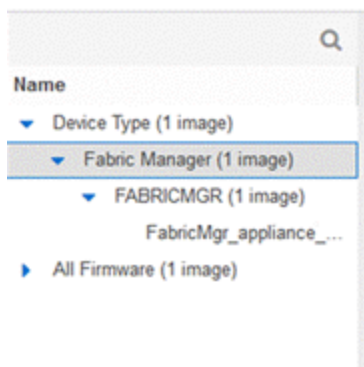 Name
Device Type (1 image)
Fabric Manager (1 image)
FABRICMGR (1 image)
FabricMgr_appliance_...
All Firmware (1 image)